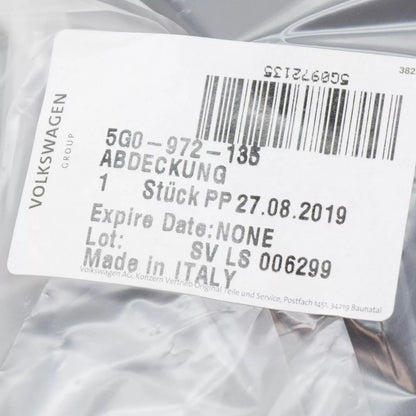 382
5G0972135
VOLKSWAGEN
GROUP
5G0-972-135
ABDECKUNG
1 Stück PP 27.08.2019
Expire Date:NONE
Lot: SV LS 006299
Made in ITALY
Volkswagen AG, Konzern Vertrieb Original Teile und Service, Postfach 1451, 34219 Baunatal